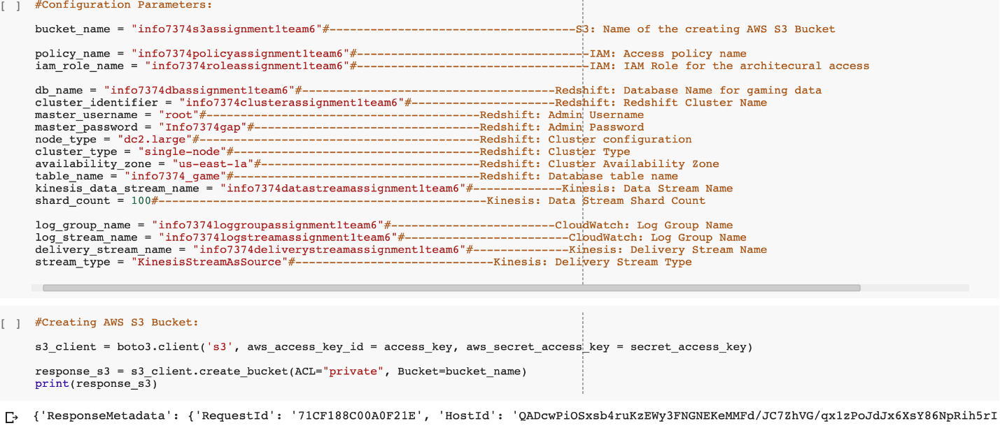 [ ] #Configuration Parameters:
bucket_name = "info7374s3assignment1team6"#------------------------------------S3: Name of the creating AWS S3 Bucket
policy_name = "info7374policyassignment1team6"#----------------------------------IAM: Access policy name
iam_role_name = "info7374roleassignment1team6"#----------------------------------IAM: IAM Role for the architecural access
db_name = "info7374dbassignment1team6"#-------------------------------------Redshift: Database Name for gaming data
cluster_identifier = "info7374clusterassignment1team6"#---------------------Redshift: Redshift Cluster Name
master_username = "root"#----------------------------------------Redshift: Admin Username
master_password = "Info7374gap"#---------------------------------Redshift: Admin Password
node_type = "dc2.large"#-----------------------------------------Redshift: Cluster configuration
cluster_type = "single-node"#------------------------------------Redshift: Cluster Type
availability_zone = "us-east-1a"#--------------------------------Redshift: Cluster Availability Zone
table_name = "info7374_game"#------------------------------------Redshift: Database table name
kinesis_data_stream_name = "info7374datastreamassignment1team6"#-------------Kinesis: Data Stream Name
shard_count = 100#------------------------------------------------Kinesis: Data Stream Shard Count
log_group_name = "info7374loggroupassignment1team6"#------------------------CloudWatch: Log Group Name
log_stream_name = "info7374logstreamassignment1team6"#------------------------CloudWatch: Log Group Name
delivery_stream_name = "info7374deliverystreamassignment1team6"#--------------Kinesis: Delivery Stream Name
stream_type = "KinesisStreamAsSource"#-----------------------------Kinesis: Delivery Stream Type
[ ] #Creating AWS S3 Bucket:
s3_client = boto3.client('s3', aws_access_key_id = access_key, aws_secret_access_key = secret_access_key)
response_s3 = s3_client.create_bucket(ACL="private", Bucket=bucket_name)
print(response_s3)
{'ResponseMetadata': {'RequestId': '71CF188C00A0F21E', 'HostId': 'QADcwPiOSxsb4ruKzEWy3FNGNEKeMMFd/JC7ZhVG/qx1zPoJdJx6XsY86NpRih5rI